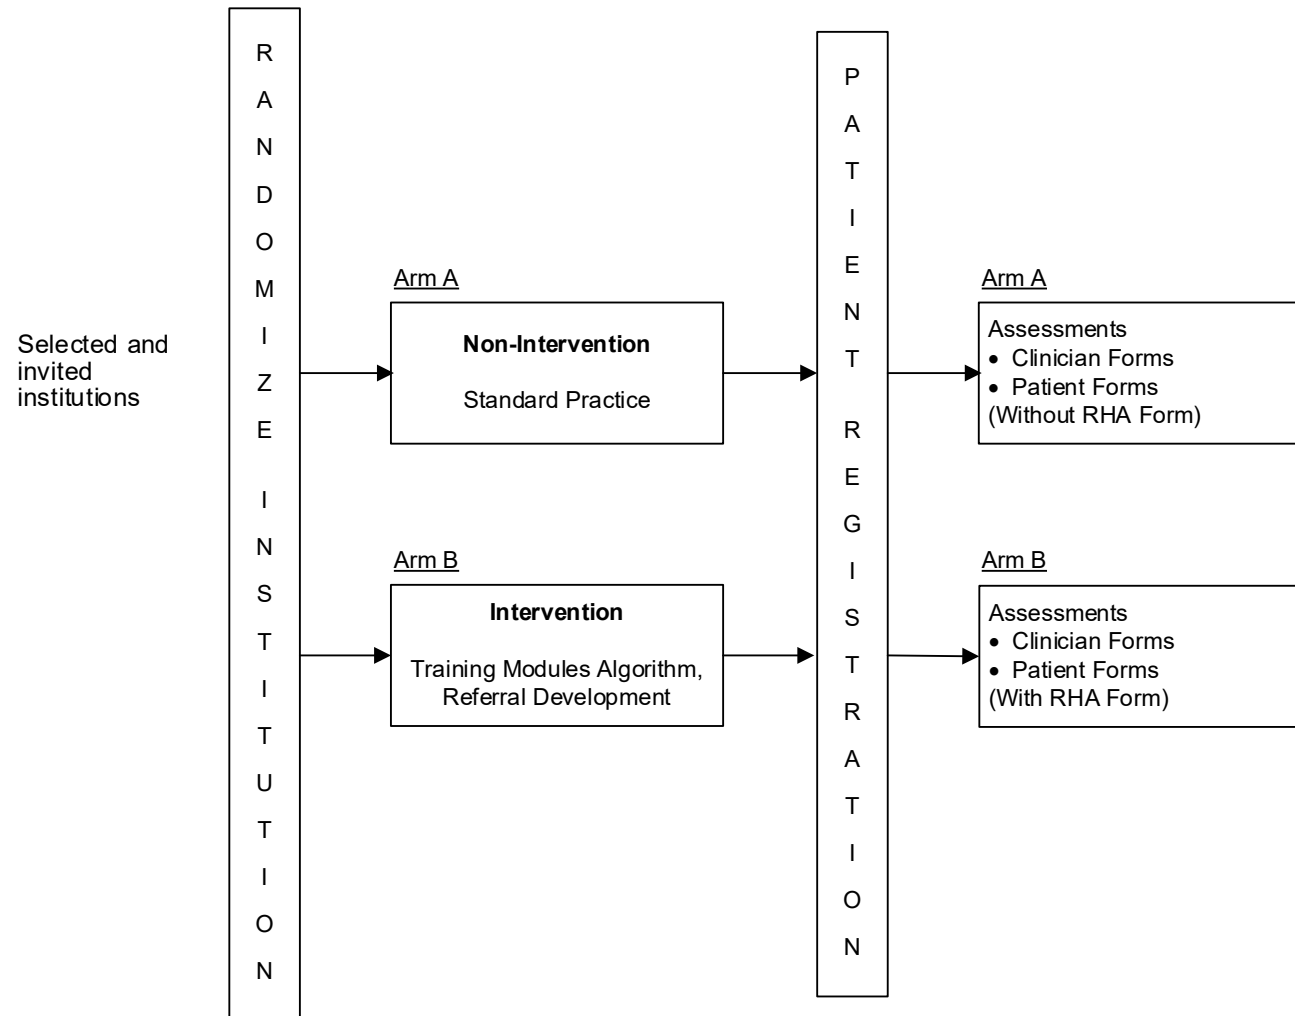 Selected and
invited
institutions
RANDOMIZE INSTITUTION
Arm A
Non-Intervention
Standard Practice
Arm B
Intervention
Training Modules Algorithm,
Referral Development
PATIENT REGISTRATION
Arm A
Assessments
• Clinician Forms
• Patient Forms
(Without RHA Form)
Arm B
Assessments
• Clinician Forms
• Patient Forms
(With RHA Form)